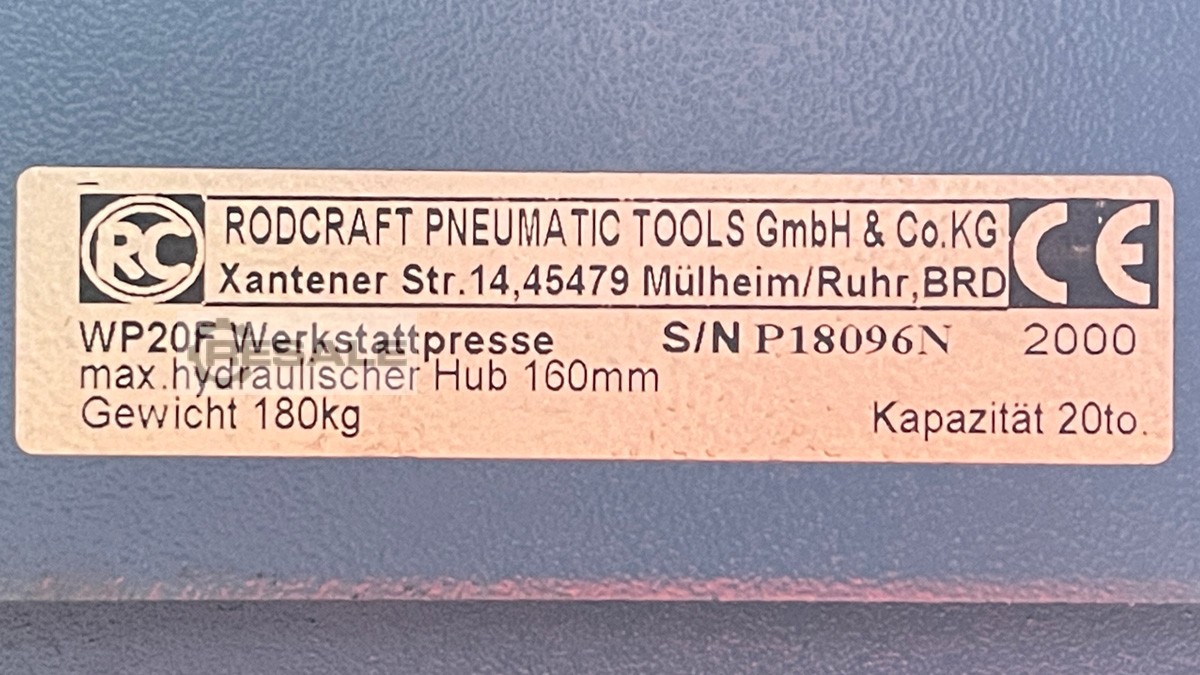 RC RODCRAFT PNEUMATIC TOOLS GmbH & Co.KG CE
Xantener Str.14,45479 Mülheim/Ruhr,BRD
WP20F Werkstattpresse S/N P18096N 2000
RESALE
max.hydraulischer Hub 160mm
Gewicht 180kg Kapazität 20to.